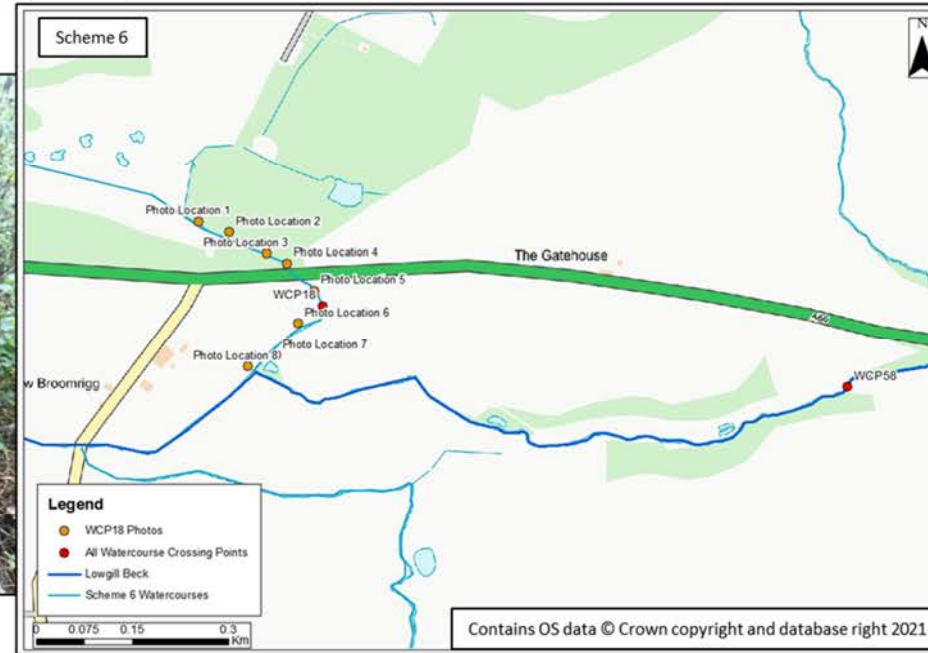 Scheme 6
N
Photo Location 1
Photo Location 2
Photo Location 3
Photo Location 4
The Gatehouse
Photo Location 5
WCP18
Photo Location 6
A66
Photo Location 7
Photo Location 8)
WCP58
w Broomrigg
Legend
WCP18 Photos
All Watercourse Crossing Points
Lowgill Beck
Scheme 6 Watercourses
0 0.075 0.15 0.3
Km
Contains OS data © Crown copyright and database right 2021